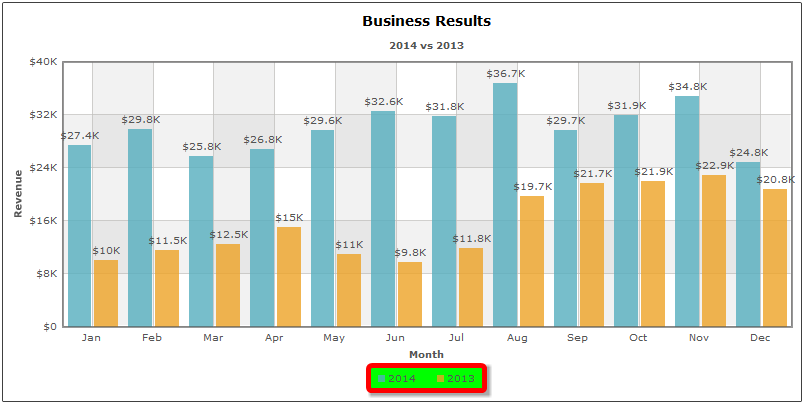 Business Results
2014 vs 2013
$40K
$32K
$24K
$16K
$8K
$0
Revenue
$27.4K
$10K
$29.8K
$11.5K
$25.8K
$12.5K
$26.8K
$15K
$29.6K
$11K
$32.6K
$9.8K
$31.8K
$11.8K
$36.7K
$19.7K
$29.7K
$21.7K
$31.9K
$21.9K
$34.8K
$22.9K
$24.8K
$20.8K
Jan Feb Mar Apr May Jun Jul Aug Sep Oct Nov Dec
Month
2014 2013